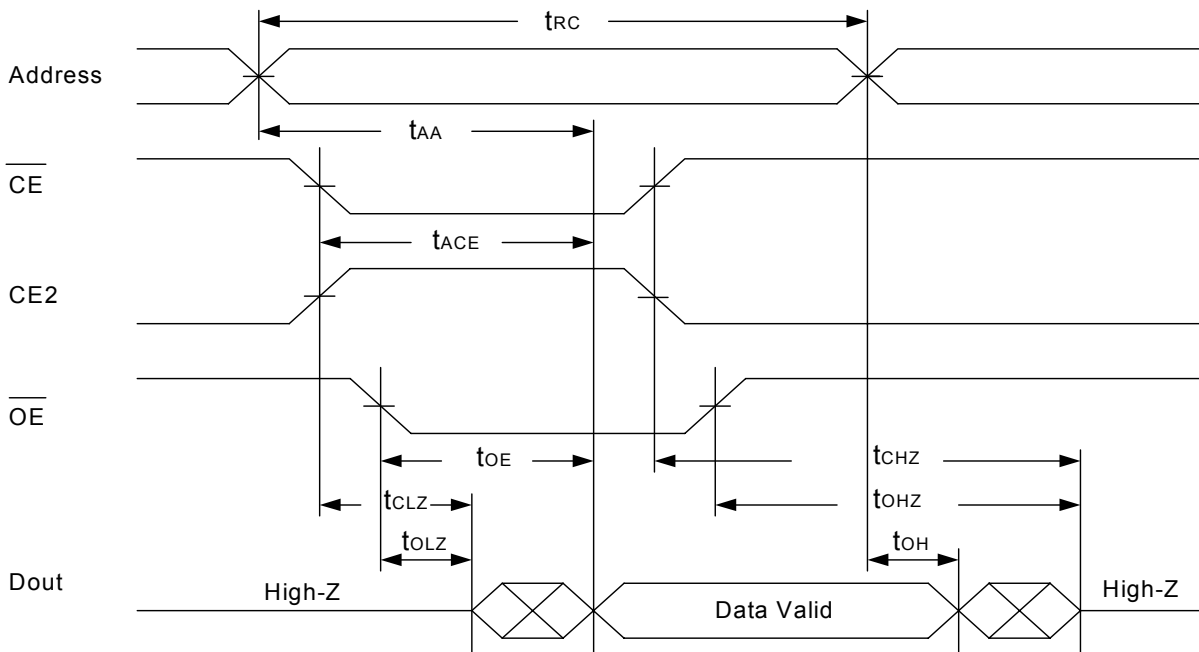 tRC
Address
tAA
CE
tACE
CE2
OE
tOE
tCHZ
tCLZ
tOHZ
tOLZ
tOH
Dout
High-Z
Data Valid
High-Z